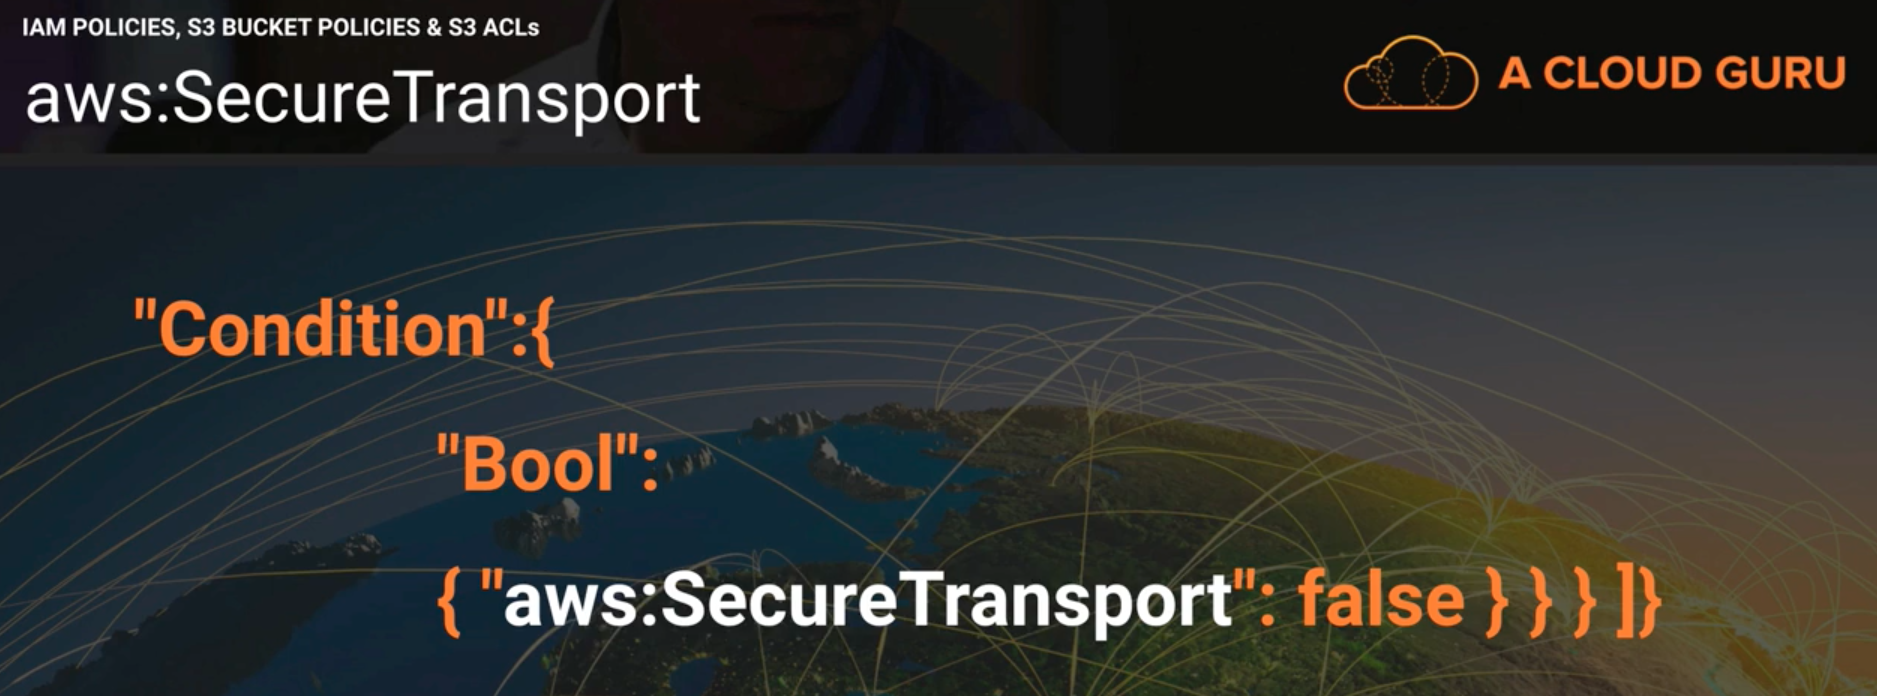 IAM POLICIES, S3 BUCKET POLICIES & S3 ACLs
aws:SecureTransport
A CLOUD GURU
"Condition":{
"Bool":
{ "aws:SecureTransport": false } } } ]}